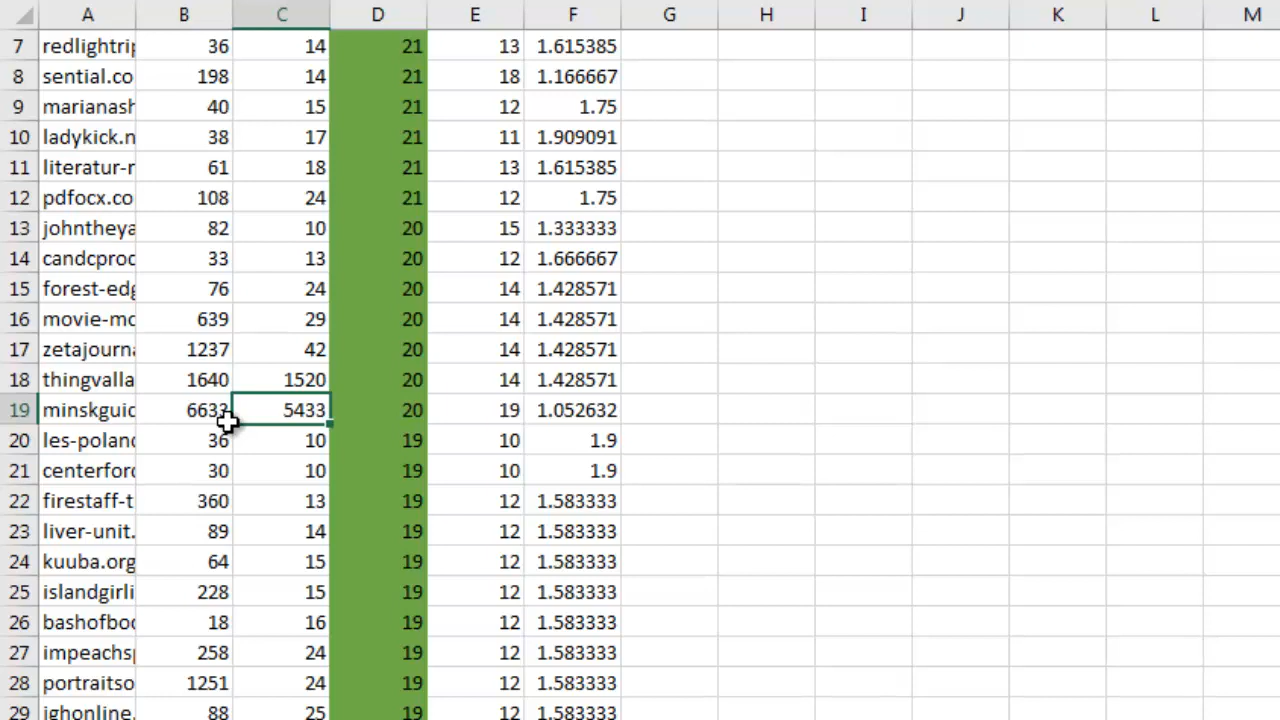 A B C D E F G H I J K L M
7 redlightrip 36 14 21 13 1.615385
8 sential.co 198 14 21 18 1.166667
9 marianash 40 15 21 12 1.75
10 ladykick.n 38 17 21 11 1.909091
11 literatur-r 61 18 21 13 1.615385
12 pdfocx.co 108 24 21 12 1.75
13 johntheya 82 10 20 15 1.333333
14 candcproc 33 13 20 12 1.666667
15 forest-edg 76 24 20 14 1.428571
16 movie-mo 639 29 20 14 1.428571
17 zetajourna 1237 42 20 14 1.428571
18 thingvalla 1640 1520 20 14 1.428571
19 minskguid 6633 5433 20 19 1.052632
20 les-poland 36 10 19 10 1.9
21 centerford 30 10 19 10 1.9
22 firestaff-t 360 13 19 12 1.583333
23 liver-unit. 89 14 19 12 1.583333
24 kuuba.org 64 15 19 12 1.583333
25 islandgirli 228 15 19 12 1.583333
26 bashofboo 18 16 19 12 1.583333
27 impeachsp 258 24 19 12 1.583333
28 portraitso 1251 24 19 12 1.583333
29 ighonline. 88 25 19 12 1.583333